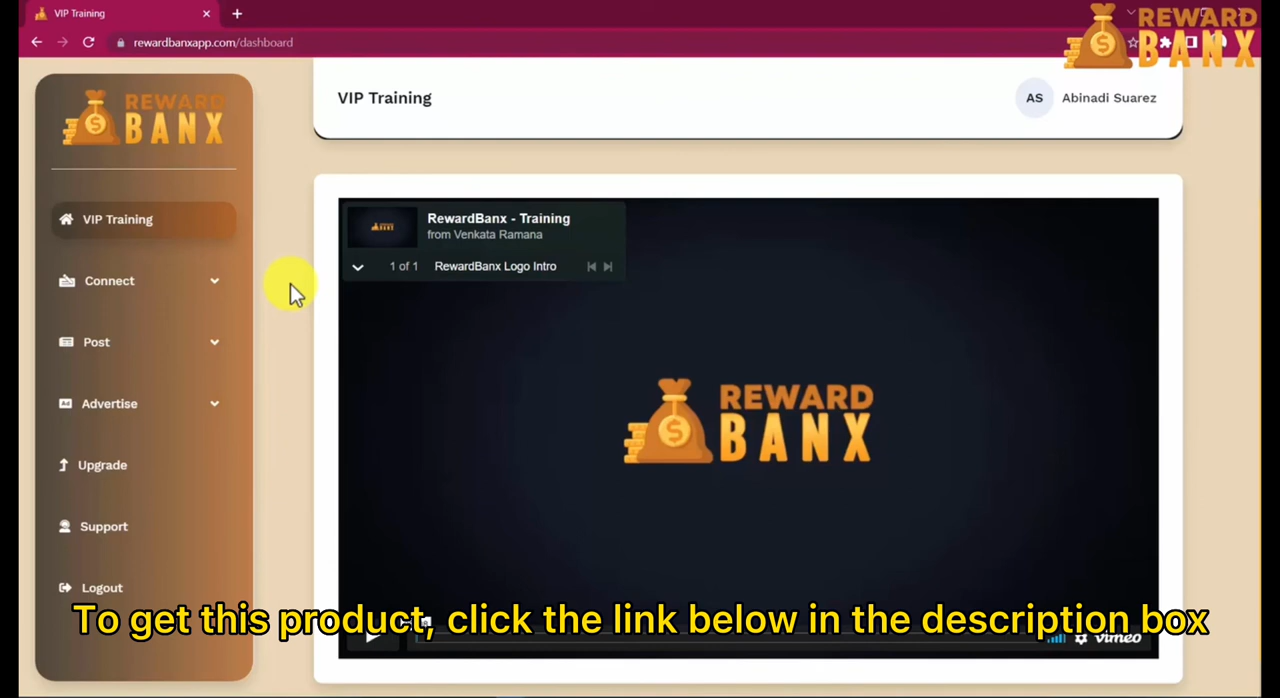 VIP Training
rewardbanxapp.com/dashboard
REWARD
BANX
REWARD
BANX
VIP Training
AS
Abinadi Suarez
VIP Training
Connect
Post
Advertise
Upgrade
Support
Logout
RewardBanx - Training
from Venkata Ramana
1 of 1 RewardBanx Logo Intro
REWARD
BANX
To get this product, click the link below in the description box
vimeo